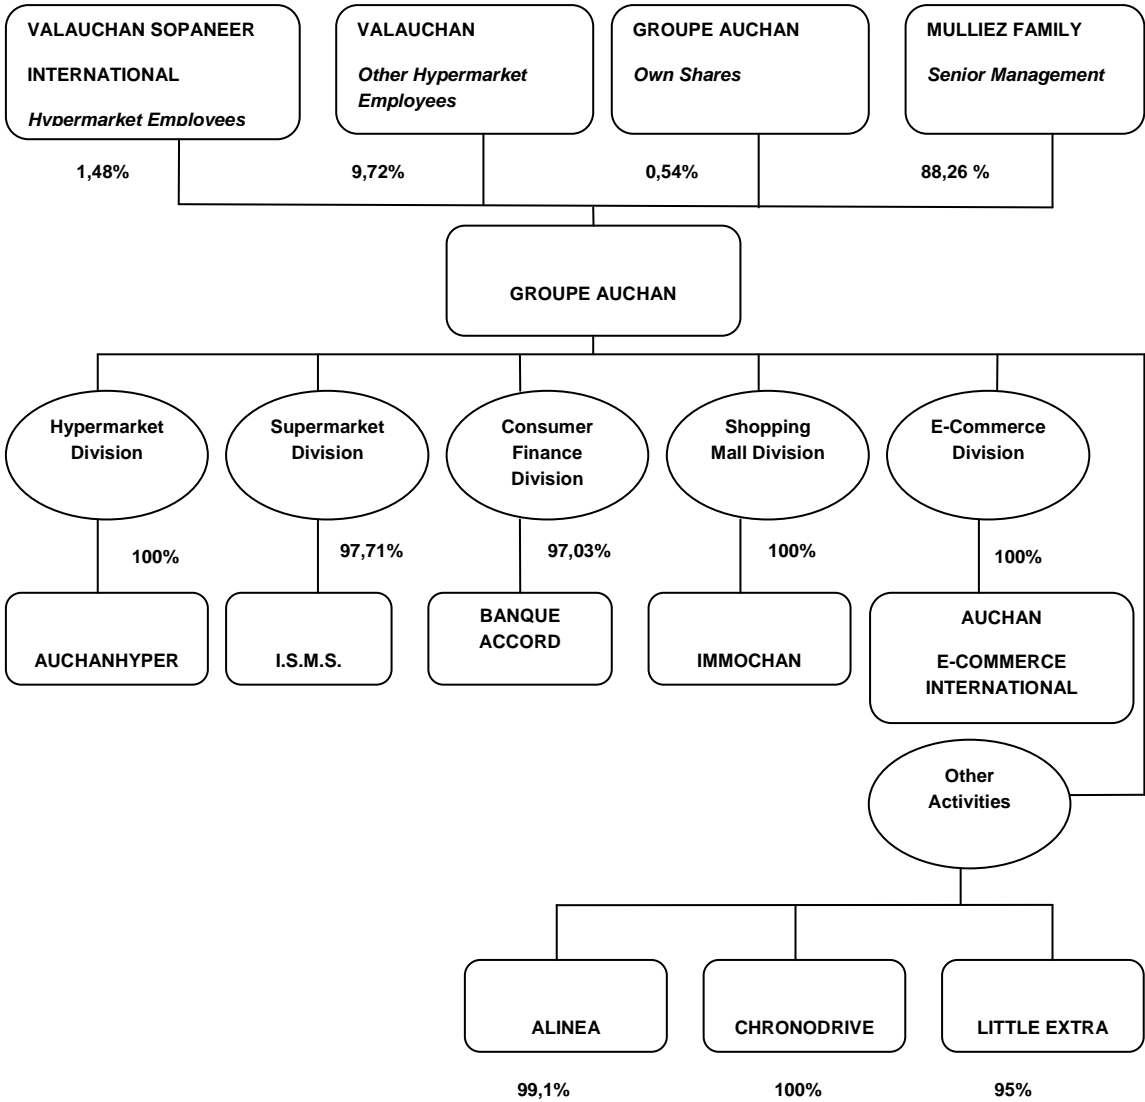 VALAUCHAN SOPANEER
INTERNATIONAL
Hypermarket Employees
VALAUCHAN
Other Hypermarket
Employees
GROUPE AUCHAN
Own Shares
MULLIEZ FAMILY
Senior Management
1,48%
9,72%
0,54%
88,26 %
GROUPE AUCHAN
Hypermarket
Division
Supermarket
Division
Consumer
Finance
Division
Shopping
Mall Division
E-Commerce
Division
100%
97,71%
97,03%
100%
100%
AUCHANHYPER
I.S.M.S.
BANQUE
ACCORD
IMMOCHAN
AUCHAN
E-COMMERCE
INTERNATIONAL
Other
Activities
ALINEA
CHRONODRIVE
LITTLE EXTRA
99,1%
100%
95%